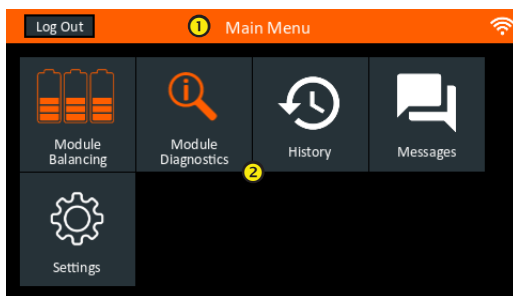 Log Out
1
Main Menu
Module
Balancing
Module
Diagnostics
History
Messages
2
Settings